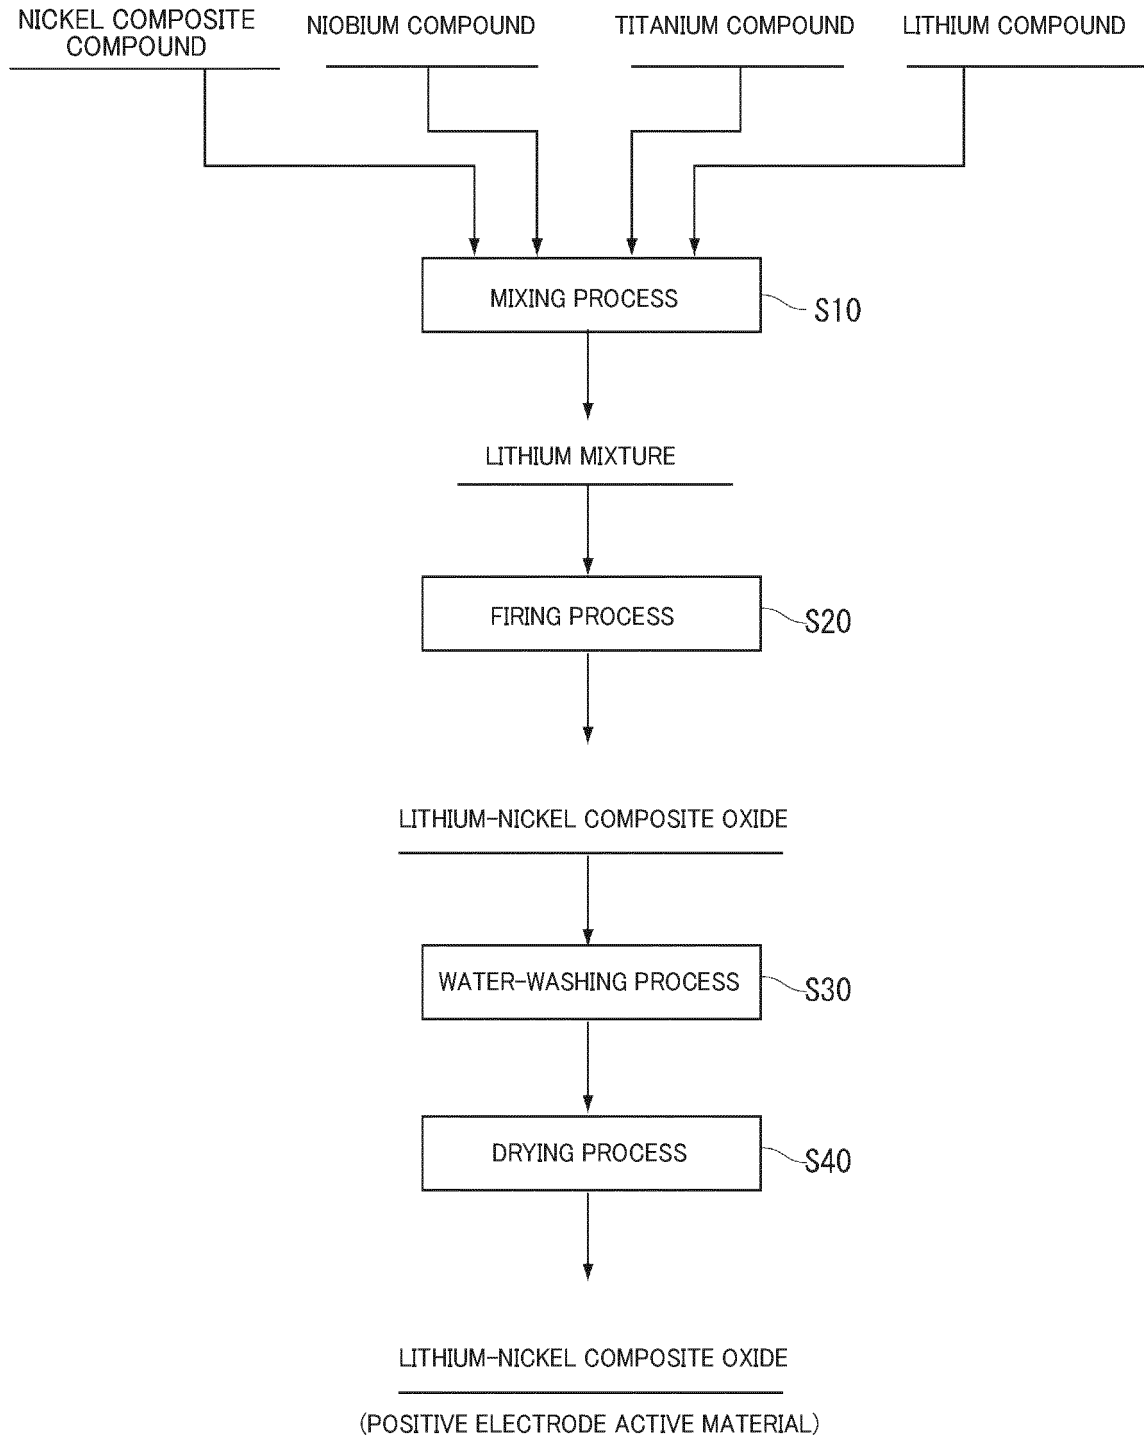 NICKEL COMPOSITE
COMPOUND
NIOBIUM COMPOUND
TITANIUM COMPOUND
LITHIUM COMPOUND
MIXING PROCESS
S10
LITHIUM MIXTURE
FIRING PROCESS
S20
LITHIUM-NICKEL COMPOSITE OXIDE
WATER-WASHING PROCESS
S30
DRYING PROCESS
S40
LITHIUM-NICKEL COMPOSITE OXIDE
(POSITIVE ELECTRODE ACTIVE MATERIAL)